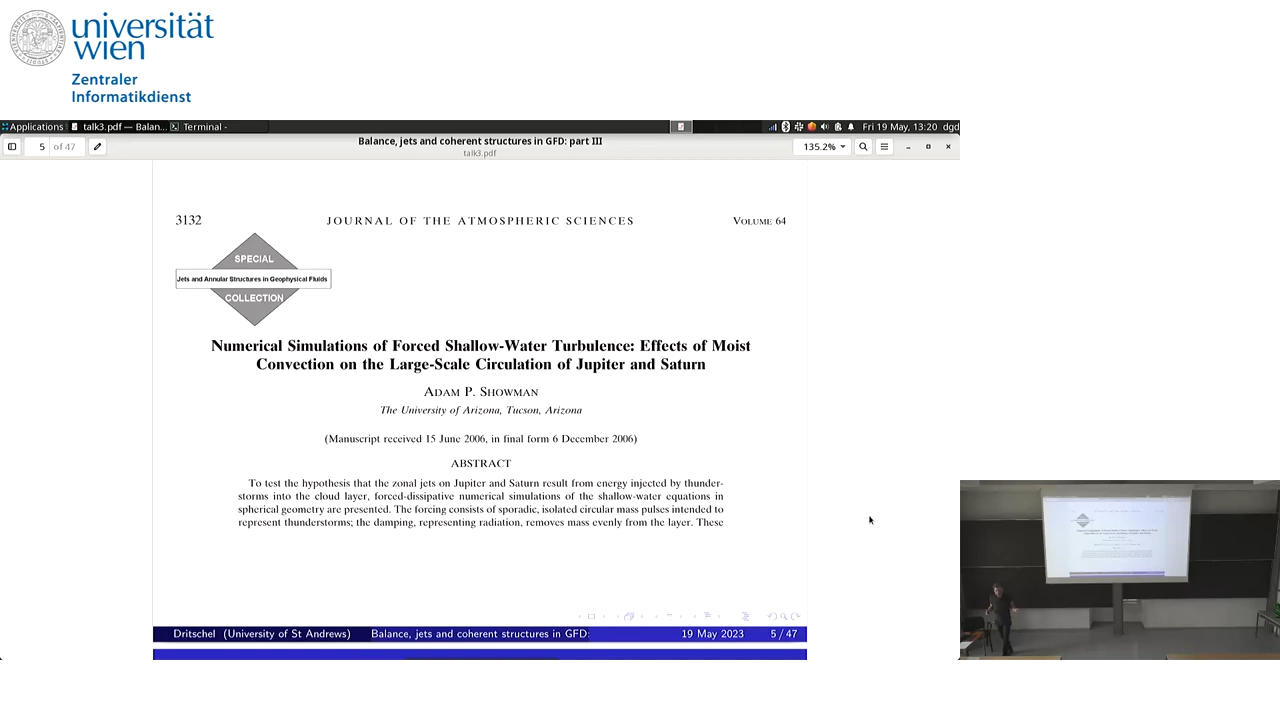 universität
wien
Zentraler
Informatikdienst
Applications talk3.pdf — Balan... Terminal - Fri 19 May, 13:20 dgd
5 of 47
Balance, jets and coherent structures in GFD: part III
talk3.pdf
135.2%
3132 JOURNAL OF THE ATMOSPHERIC SCIENCES VOLUME 64
SPECIAL
Jets and Annular Structures in Geophysical Fluids
COLLECTION
Numerical Simulations of Forced Shallow-Water Turbulence: Effects of Moist
Convection on the Large-Scale Circulation of Jupiter and Saturn
ADAM P. SHOWMAN
The University of Arizona, Tucson, Arizona
(Manuscript received 15 June 2006, in final form 6 December 2006)
ABSTRACT
To test the hypothesis that the zonal jets on Jupiter and Saturn result from energy injected by thunder-
storms into the cloud layer, forced-dissipative numerical simulations of the shallow-water equations in
spherical geometry are presented. The forcing consists of sporadic, isolated circular mass pulses intended to
represent thunderstorms; the damping, representing radiation, removes mass evenly from the layer. These
Dritschel (University of St Andrews) Balance, jets and coherent structures in GFD: 19 May 2023 5 / 47